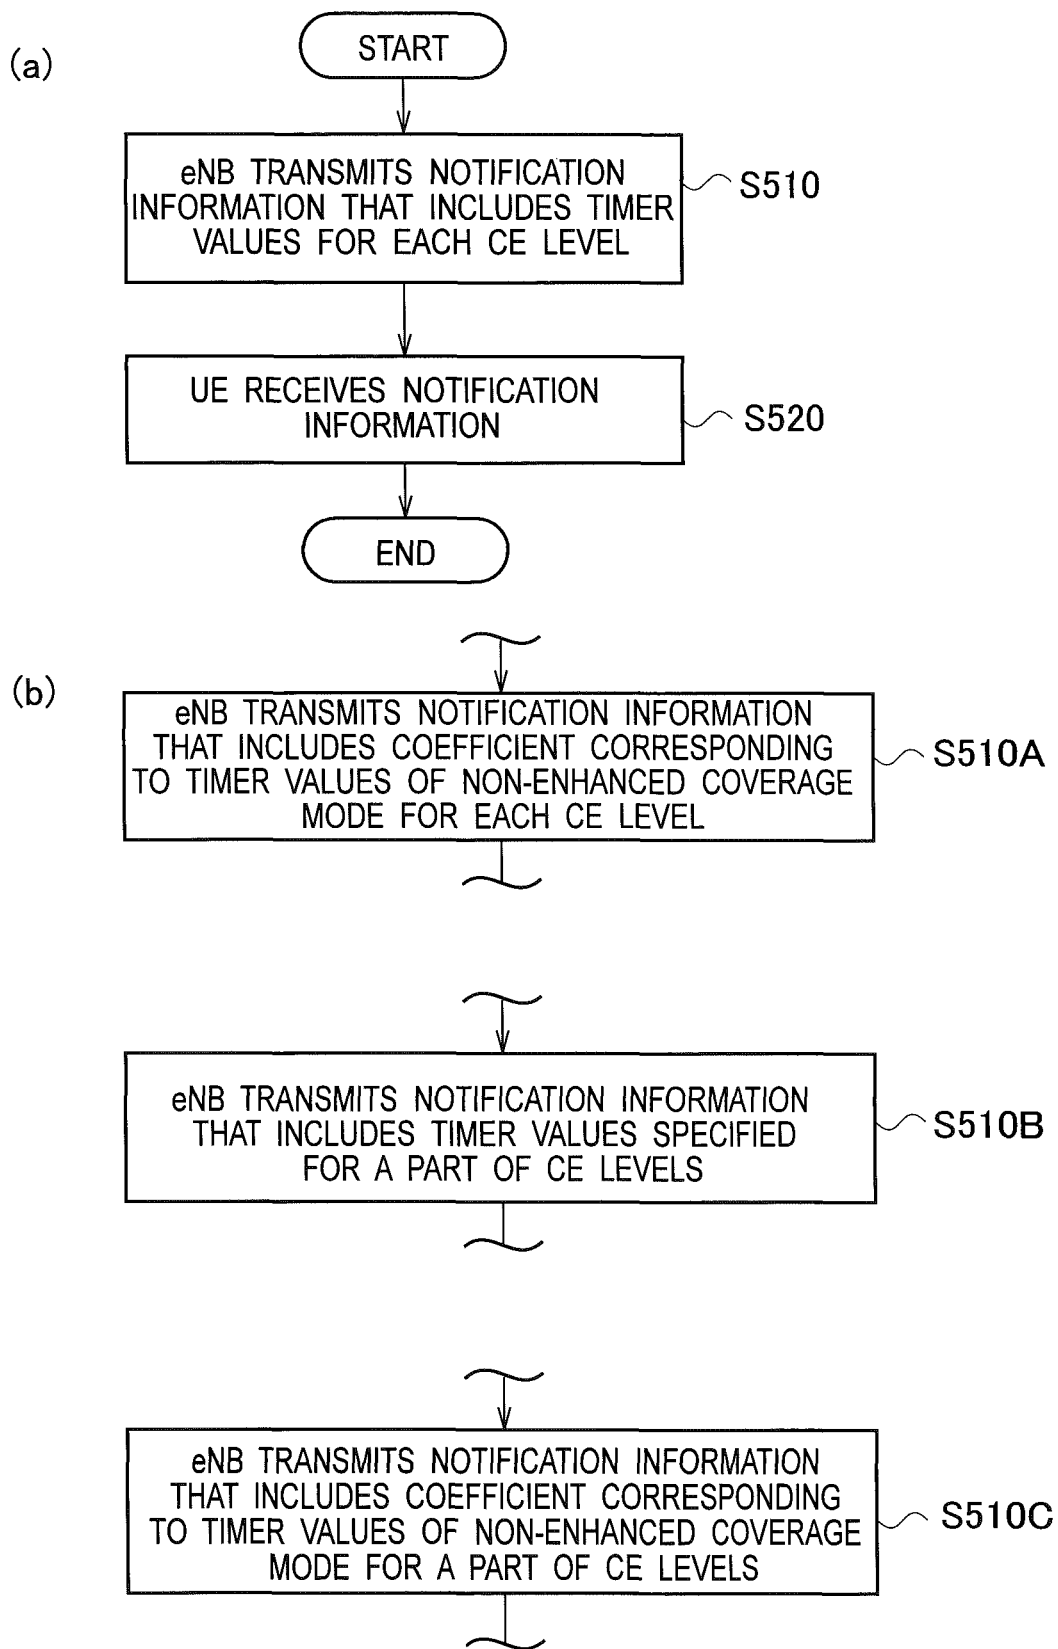 (a)
START
eNB TRANSMITS NOTIFICATION
INFORMATION THAT INCLUDES TIMER
VALUES FOR EACH CE LEVEL
S510
UE RECEIVES NOTIFICATION
INFORMATION
S520
END
(b)
eNB TRANSMITS NOTIFICATION INFORMATION
THAT INCLUDES COEFFICIENT CORRESPONDING
TO TIMER VALUES OF NON-ENHANCED COVERAGE
MODE FOR EACH CE LEVEL
S510A
eNB TRANSMITS NOTIFICATION INFORMATION
THAT INCLUDES TIMER VALUES SPECIFIED
FOR A PART OF CE LEVELS
S510B
eNB TRANSMITS NOTIFICATION INFORMATION
THAT INCLUDES COEFFICIENT CORRESPONDING
TO TIMER VALUES OF NON-ENHANCED COVERAGE
MODE FOR A PART OF CE LEVELS
S510C